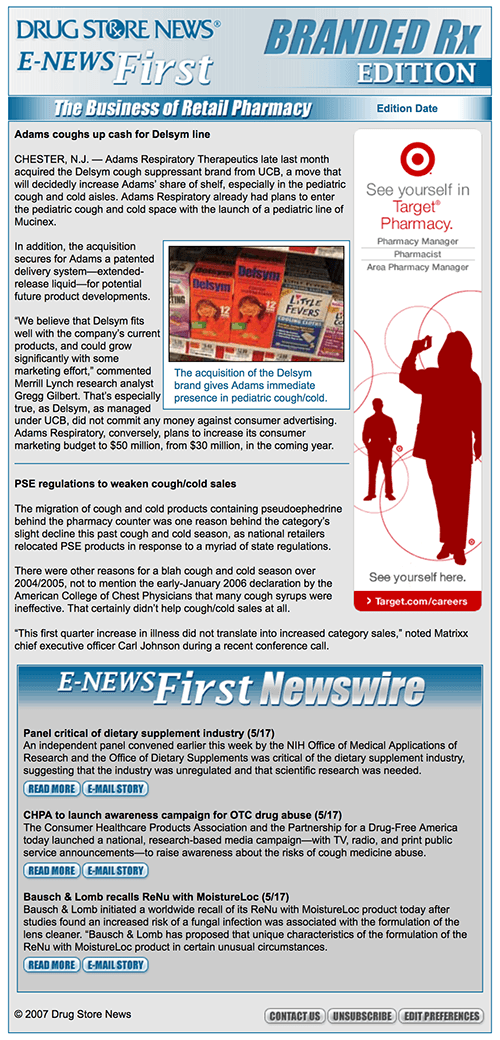 DRUG STORE NEWS®
E-NEWS First
BRANDED Rx
EDITION
The Business of Retail Pharmacy
Edition Date
Adams coughs up cash for Delsym line
CHESTER, N.J. — Adams Respiratory Therapeutics late last month
acquired the Delsym cough suppressant brand from UCB, a move that
will decidedly increase Adams' share of shelf, especially in the pediatric
cough and cold aisles. Adams Respiratory already had plans to enter
the pediatric cough and cold space with the launch of a pediatric line of
Mucinex.
In addition, the acquisition
secures for Adams a patented
delivery system—extended-
release liquid—for potential
future product developments.
"We believe that Delsym fits
well with the company's current
products, and could grow
significantly with some
marketing effort," commented
Merrill Lynch research analyst
Gregg Gilbert. That's especially
true, as Delsym, as managed
under UCB, did not commit any money against consumer advertising.
Adams Respiratory, conversely, plans to increase its consumer
marketing budget to $50 million, from $30 million, in the coming year.
Delsym
Delsym
12
LITTLE
FEVERS
The acquisition of the Delsym
brand gives Adams immediate
presence in pediatric cough/cold.
See yourself in
Target®
Pharmacy.
Pharmacy Manager
Pharmacist
Area Pharmacy Manager
See yourself here.
Target.com/careers
PSE regulations to weaken cough/cold sales
The migration of cough and cold products containing pseudoephedrine
behind the pharmacy counter was one reason behind the category's
slight decline this past cough and cold season, as national retailers
relocated PSE products in response to a myriad of state regulations.
There were other reasons for a blah cough and cold season over
2004/2005, not to mention the early-January 2006 declaration by the
American College of Chest Physicians that many cough syrups were
ineffective. That certainly didn't help cough/cold sales at all.
"This first quarter increase in illness did not translate into increased category sales," noted Matrixx
chief executive officer Carl Johnson during a recent conference call.
E-NEWS First Newswire
Panel critical of dietary supplement industry (5/17)
An independent panel convened earlier this week by the NIH Office of Medical Applications of
Research and the Office of Dietary Supplements was critical of the dietary supplement industry,
suggesting that the industry was unregulated and that scientific research was needed.
READ MORE E-MAIL STORY
CHPA to launch awareness campaign for OTC drug abuse (5/17)
The Consumer Healthcare Products Association and the Partnership for a Drug-Free America
today launched a national, research-based media campaign—with TV, radio, and print public
service announcements—to raise awareness about the risks of cough medicine abuse.
READ MORE E-MAIL STORY
Bausch & Lomb recalls ReNu with MoistureLoc (5/17)
Bausch & Lomb initiated a worldwide recall of its ReNu with MoistureLoc product today after
studies found an increased risk of a fungal infection was associated with the formulation of the
lens cleaner. "Bausch & Lomb has proposed that unique characteristics of the formulation of the
ReNu with MoistureLoc product in certain unusual circumstances.
READ MORE E-MAIL STORY
© 2007 Drug Store News
CONTACT US UNSUBSCRIBE EDIT PREFERENCES